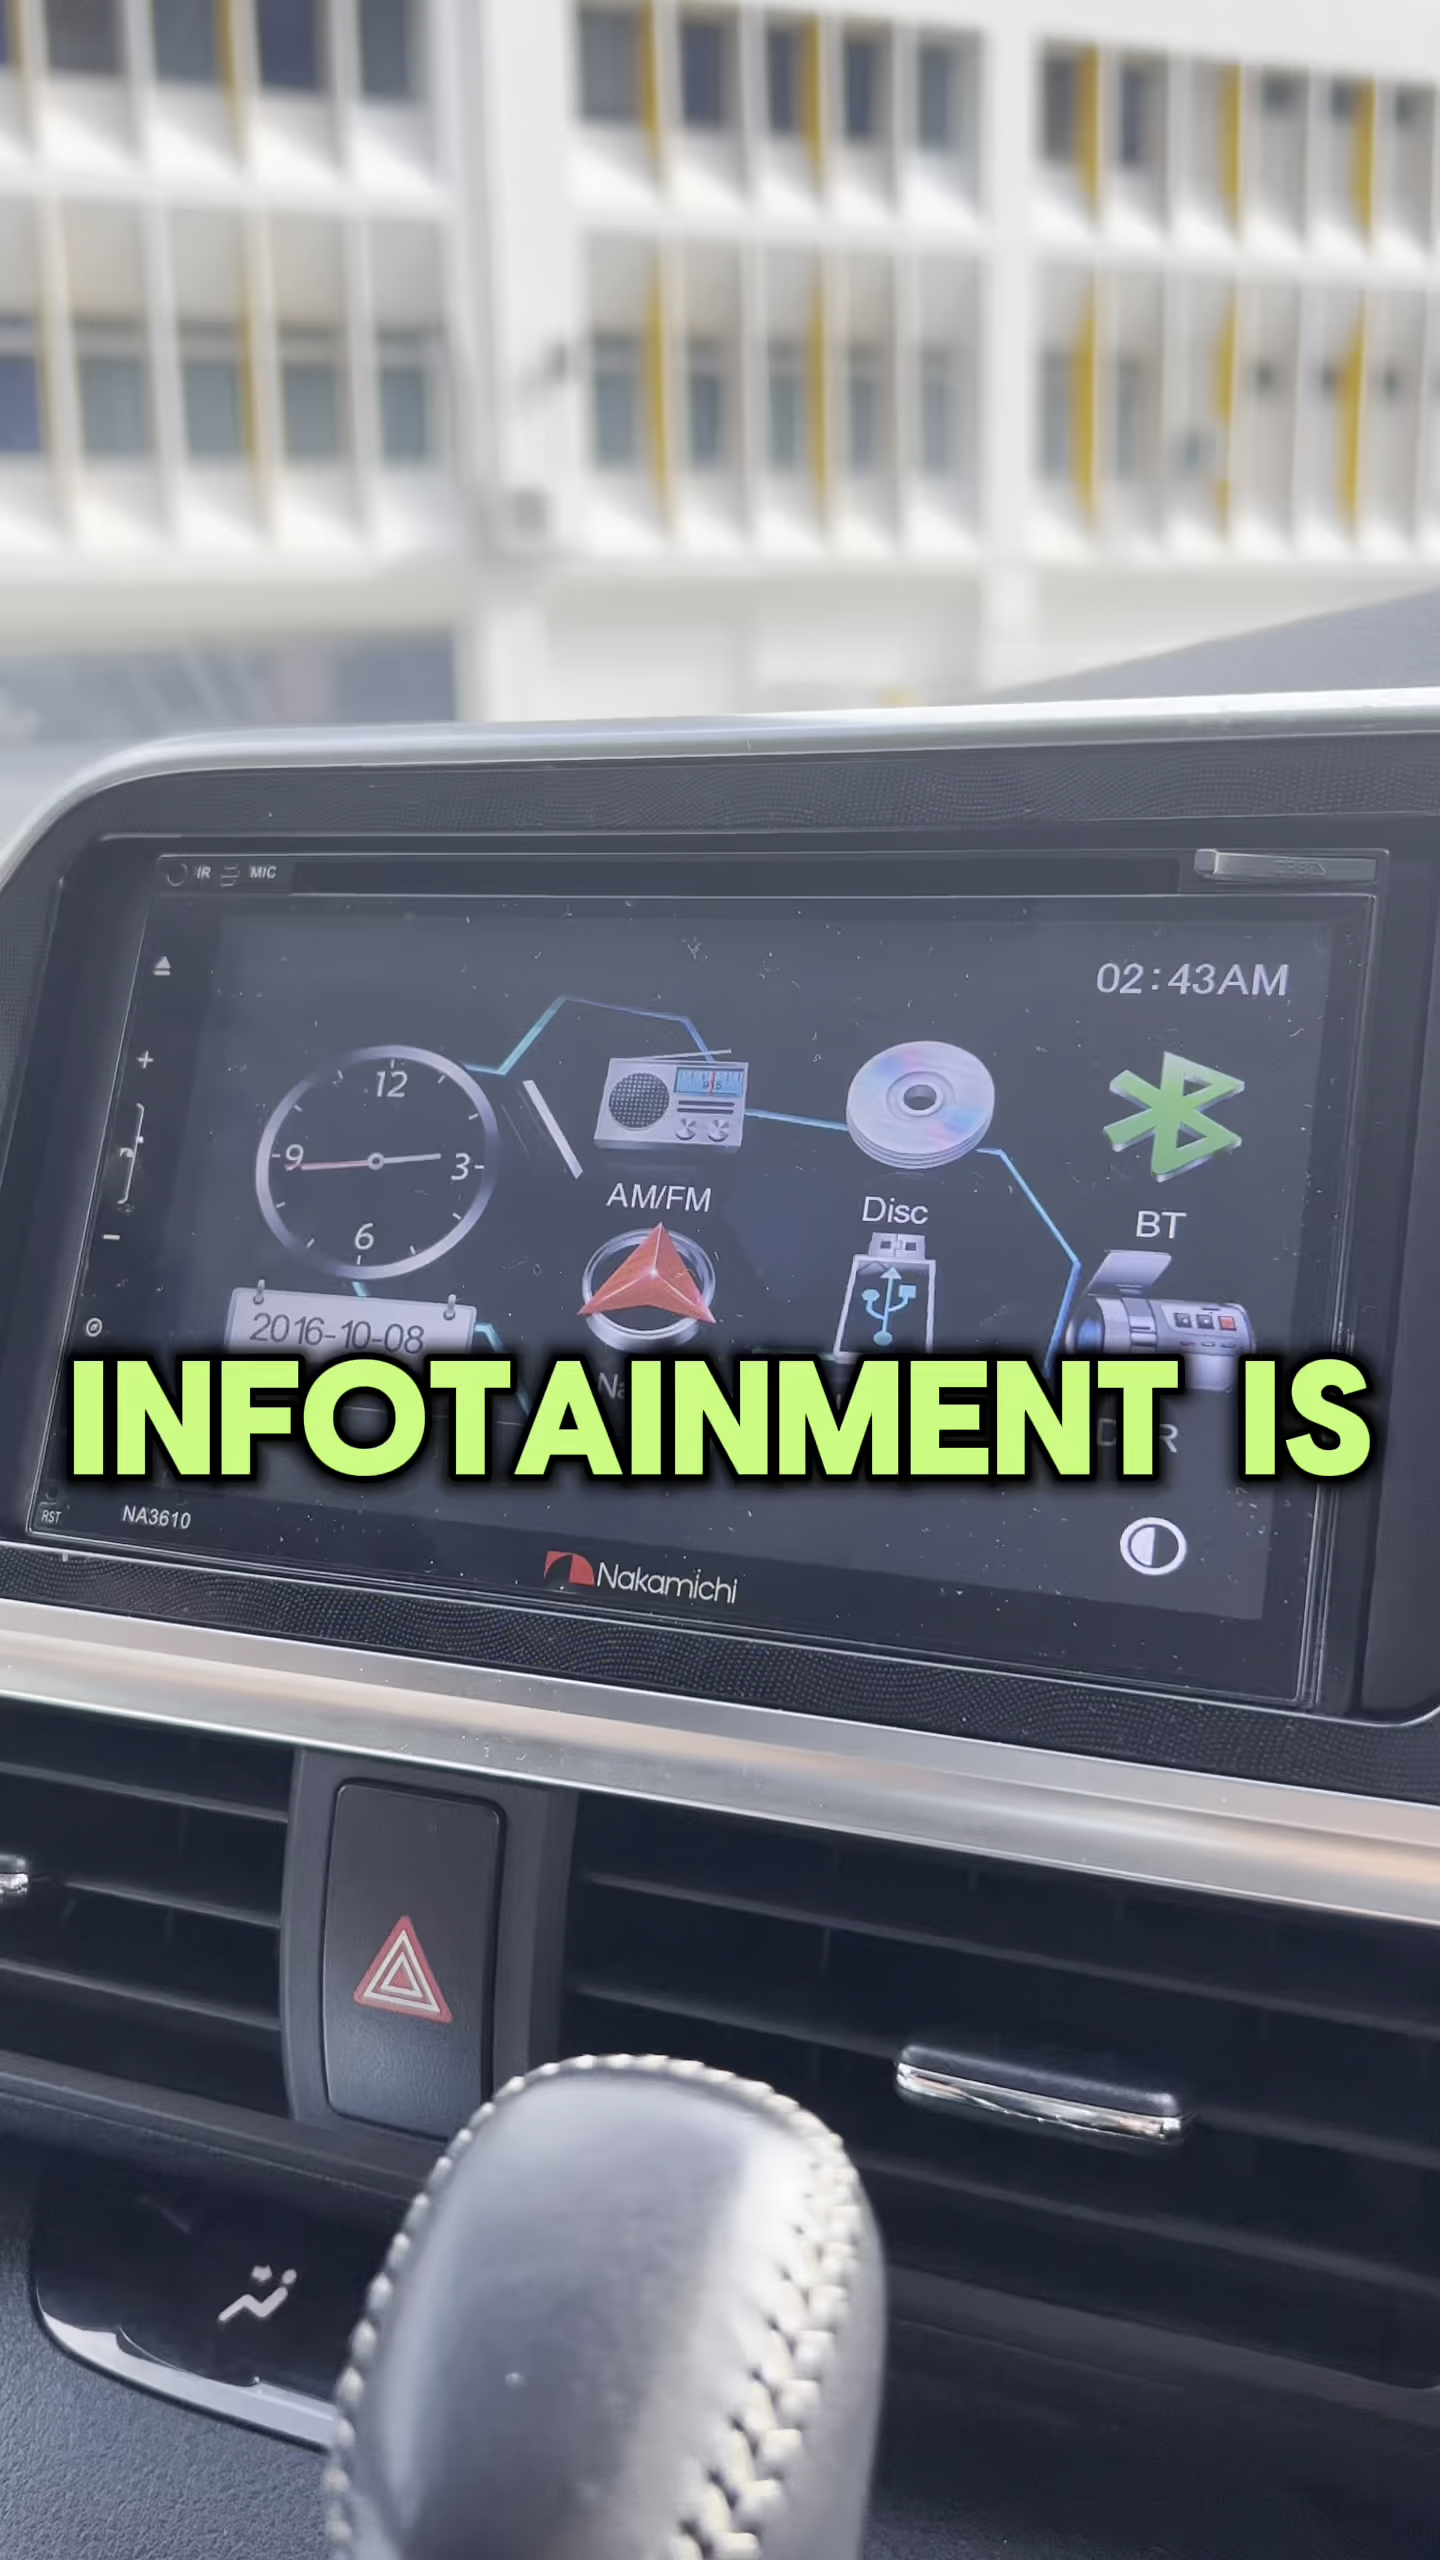 IR
MIC
02:43AM
12
9
3
6
AM/FM
Disc
BT
2016-10-08
INFOTAINMENT IS
RST
NA3610
Nakamichi